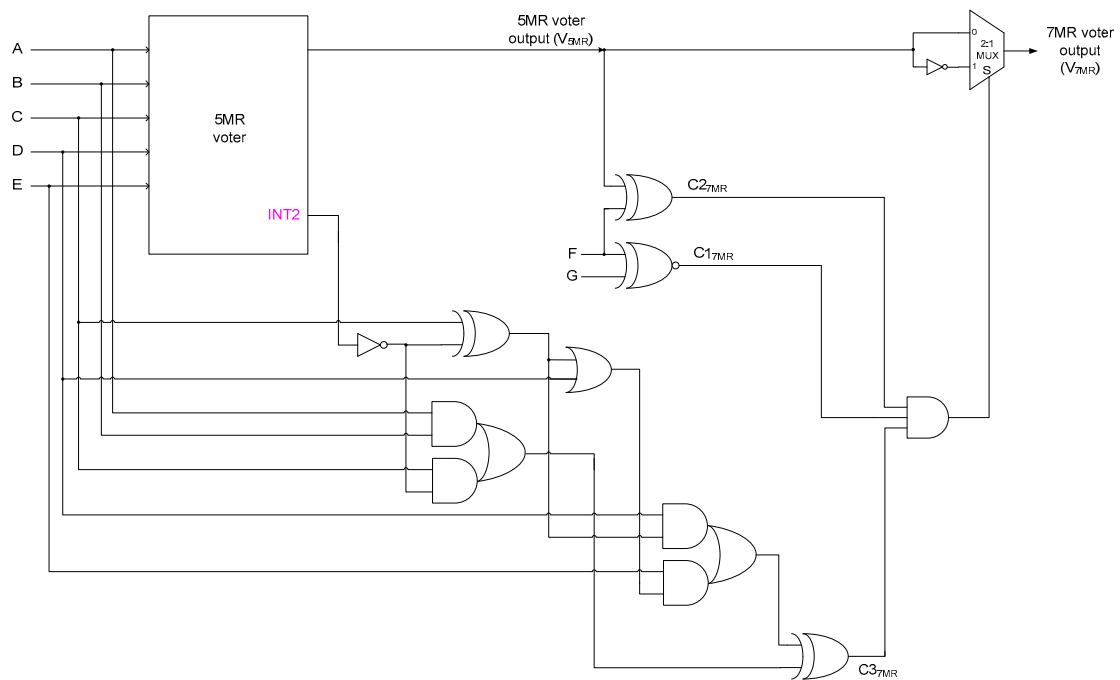 5MR voter
output (V5MR)
7MR voter
output
(V7MR)
0
2:1
MUX
1
S
A
B
C
D
E
5MR
voter
INT2
C27MR
F
G
C17MR
C37MR